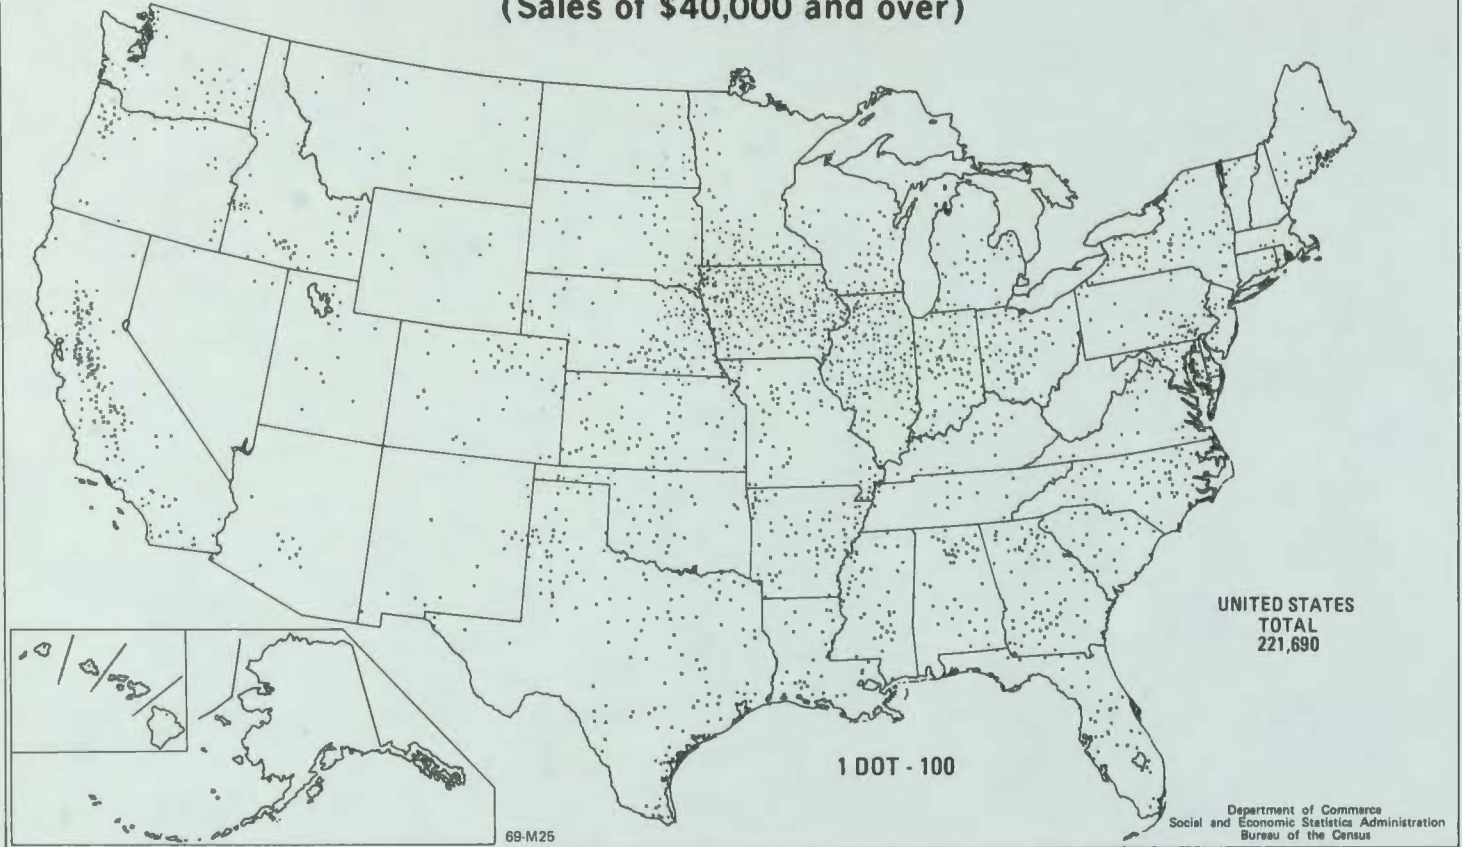 (Sales of $40,000 and over)
UNITED STATES
TOTAL
221,690
1 DOT - 100
69-M25
Department of Commerce
Social and Economic Statistics Administration
Bureau of the Census